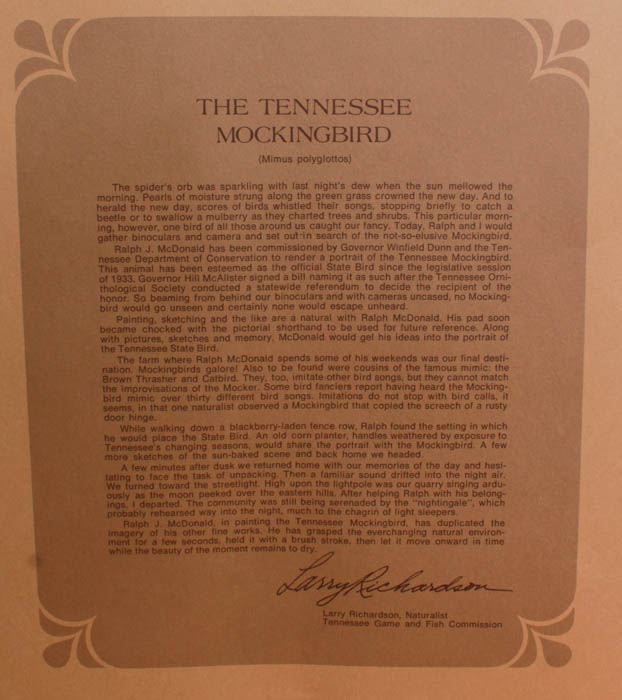 THE TENNESSEE
MOCKINGBIRD
(Mimus polyglottos)
The spider's orb was sparkling with last night's dew when the sun mellowed the
morning. Pearls of moisture strung along the green grass crowned the new day. And to
herald the new day, scores of birds whistled their songs, stopping briefly to catch a
beetle or to swallow a mulberry as they charted trees and shrubs. This particular morn-
ing, however, one bird of all those around us caught our fancy. Today, Ralph and I would
gather binoculars and camera and set out in search of the not-so-elusive Mockingbird.
Ralph J. McDonald has been commissioned by Governor Winfield Dunn and the Ten-
nessee Department of Conservation to render a portrait of the Tennessee Mockingbird.
This animal has been esteemed as the official State Bird since the legislative session
of 1933. Governor Hill McAlister signed a bill naming it as such after the Tennessee Orni-
thological Society conducted a statewide referendum to decide the recipient of the
honor. So beaming from behind our binoculars and with cameras uncased, no Mocking-
bird would go unseen and certainly none would escape unheard.
Painting, sketching and the like are a natural with Ralph McDonald. His pad soon
became chocked with the pictorial shorthand to be used for future reference. Along
with pictures, sketches and memory, McDonald would gel his ideas into the portrait of
the Tennessee State Bird.
The farm where Ralph McDonald spends some of his weekends was our final desti-
nation. Mockingbirds galore! Also to be found were cousins of the famous mimic: the
Brown Thrasher and Catbird. They, too, imitate other bird songs, but they cannot match
the improvisations of the Mocker. Some bird fanciers report having heard the Mocking-
bird mimic over thirty different bird songs. Imitations do not stop with bird calls, it
seems, in that one naturalist observed a Mockingbird that copied the screech of a rusty
door hinge.
While walking down a blackberry-laden fence row, Ralph found the setting in which
he would place the State Bird. An old corn planter, handles weathered by exposure to
Tennessee's changing seasons, would share the portrait with the Mockingbird. A few
more sketches of the sun-baked scene and back home we headed.
A few minutes after dusk we returned home with our memories of the day and hesi-
tating to face the task of unpacking. Then a familiar sound drifted into the night air.
We turned toward the streetlight. High upon the lightpole was our quarry singing ardu-
ously as the moon peeked over the eastern hills. After helping Ralph with his belong-
ings, I departed. The community was still being serenaded by the "nightingale", which
probably rehearsed way into the night, much to the chagrin of light sleepers.
Ralph J. McDonald, in painting the Tennessee Mockingbird, has duplicated the
imagery of his other fine works. He has grasped the everchanging natural environ-
ment for a few seconds, held it with a brush stroke, then let it move onward in time
while the beauty of the moment remains to dry.
Larry Richardson
Larry Richardson, Naturalist
Tennessee Game and Fish Commission